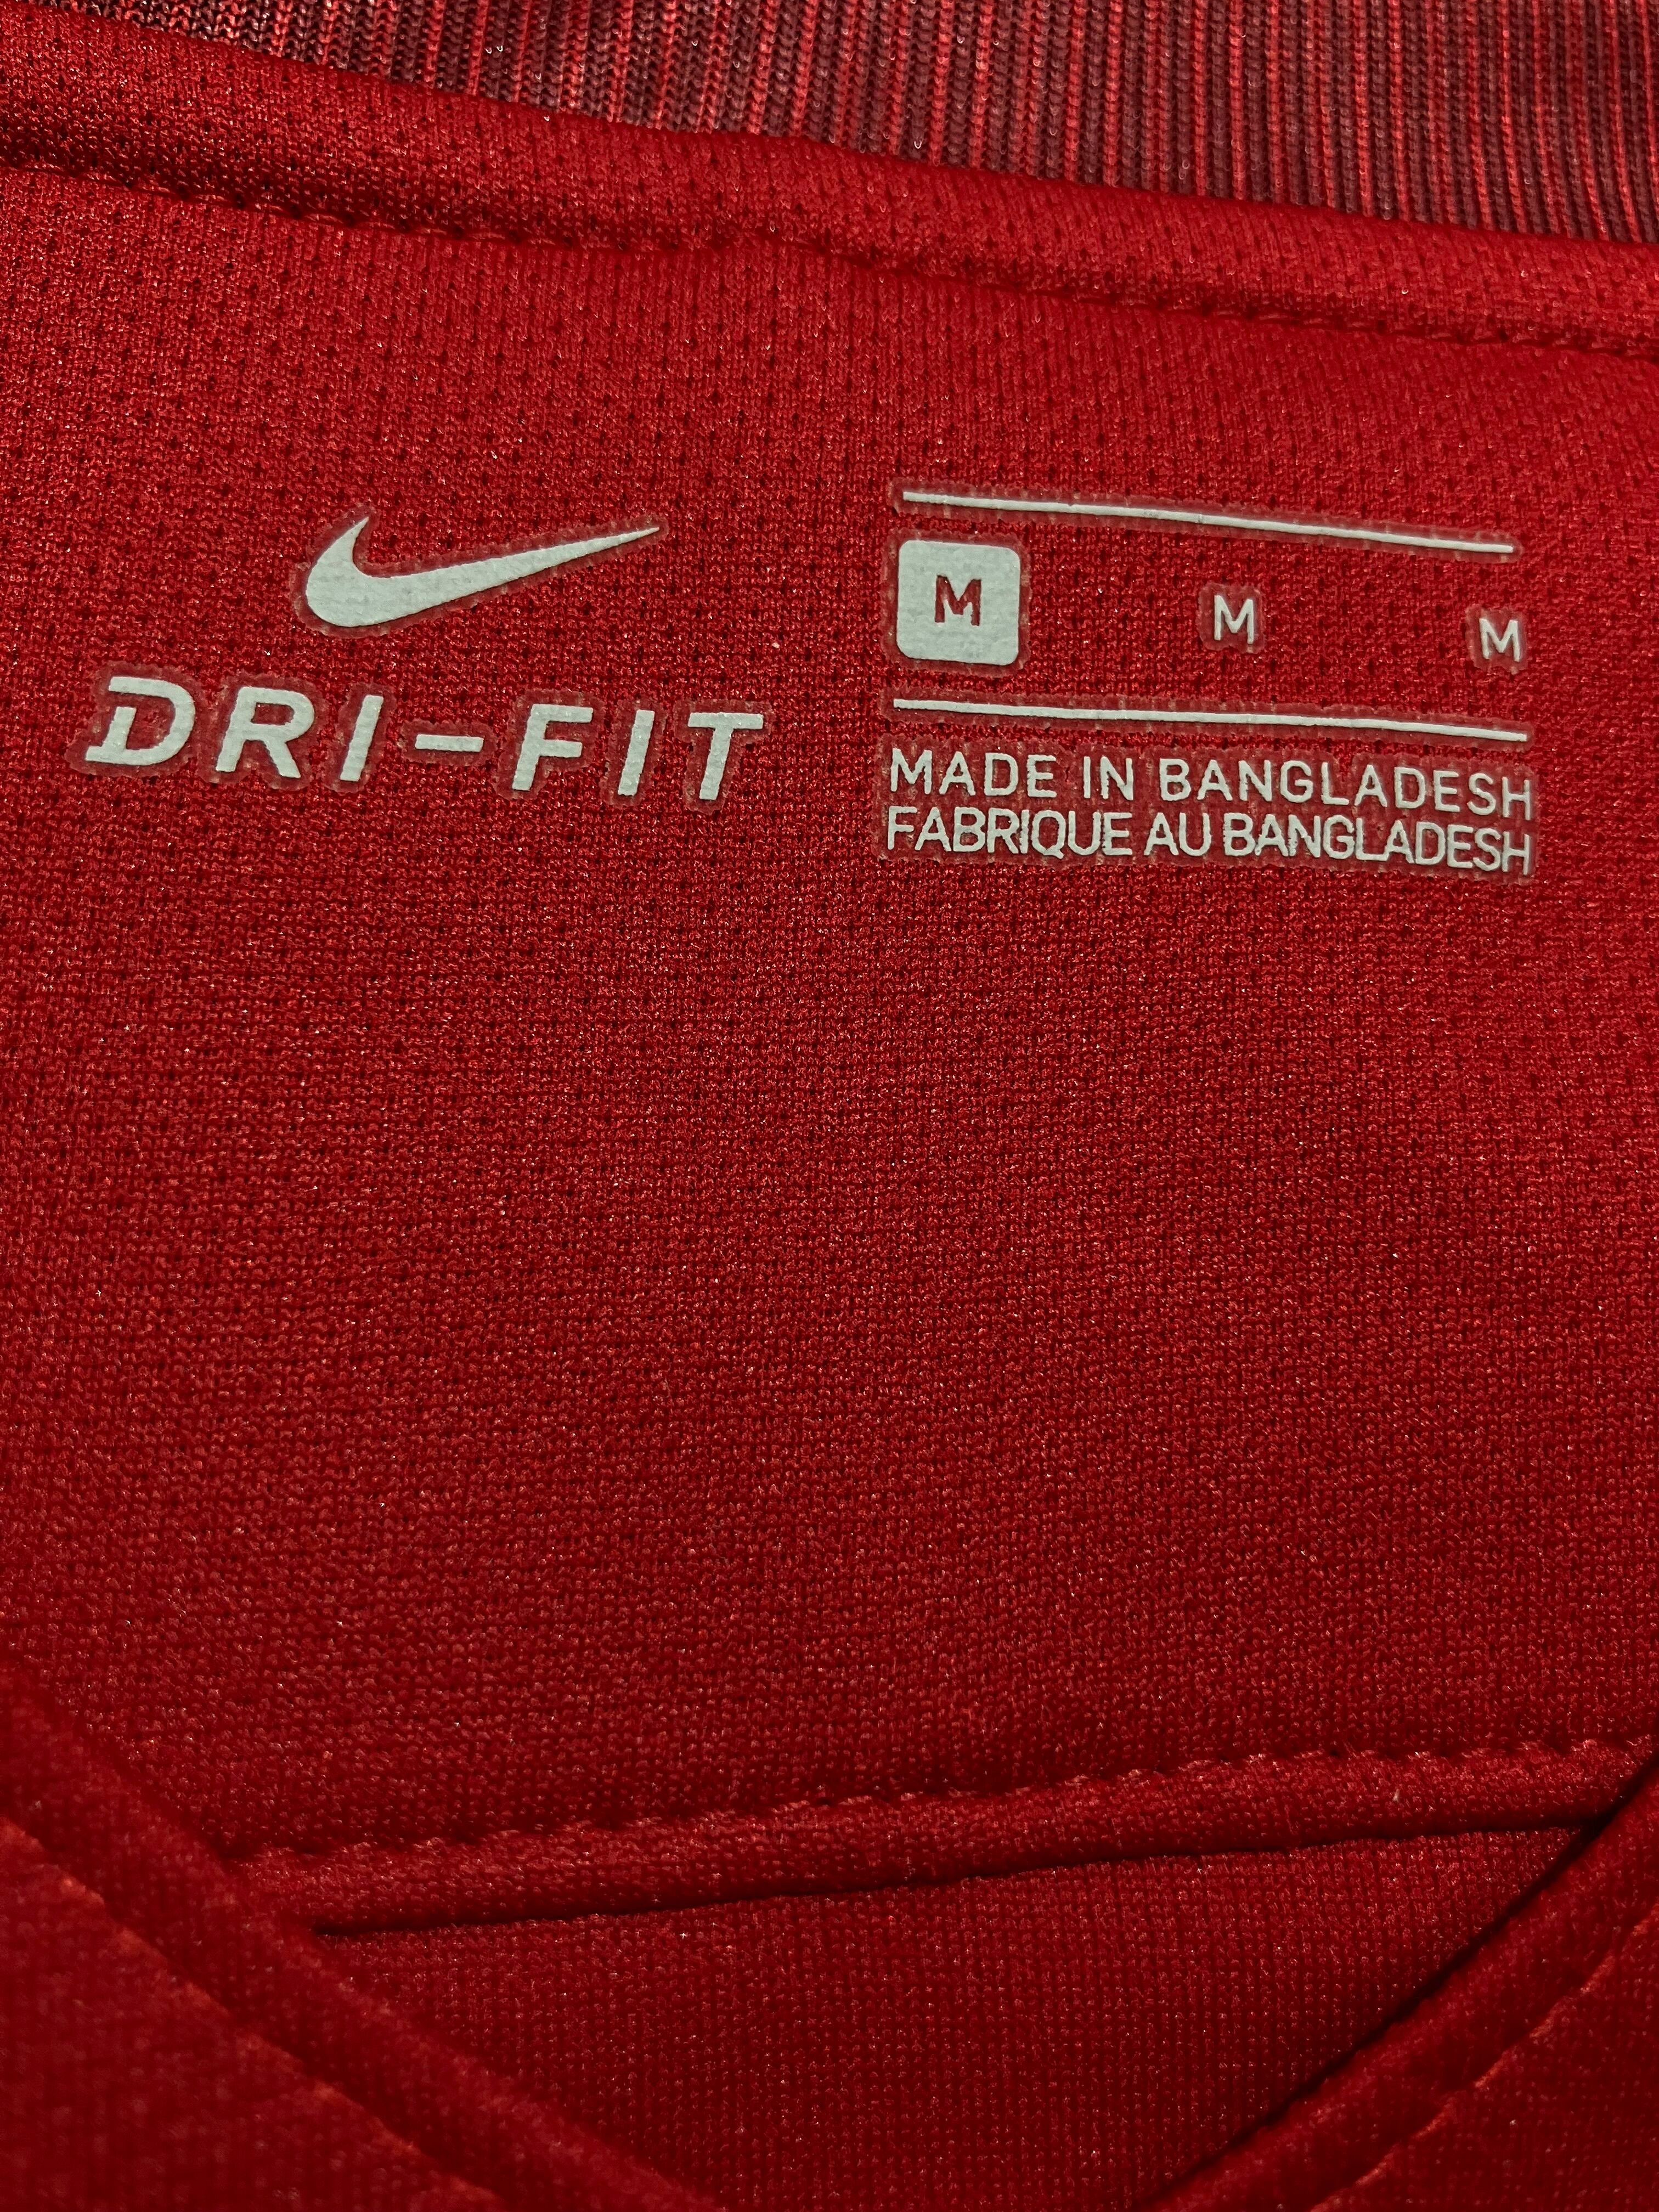 DRI-FIT
M M M
MADE IN BANGLADESH
FABRIQUE AU BANGLADESH